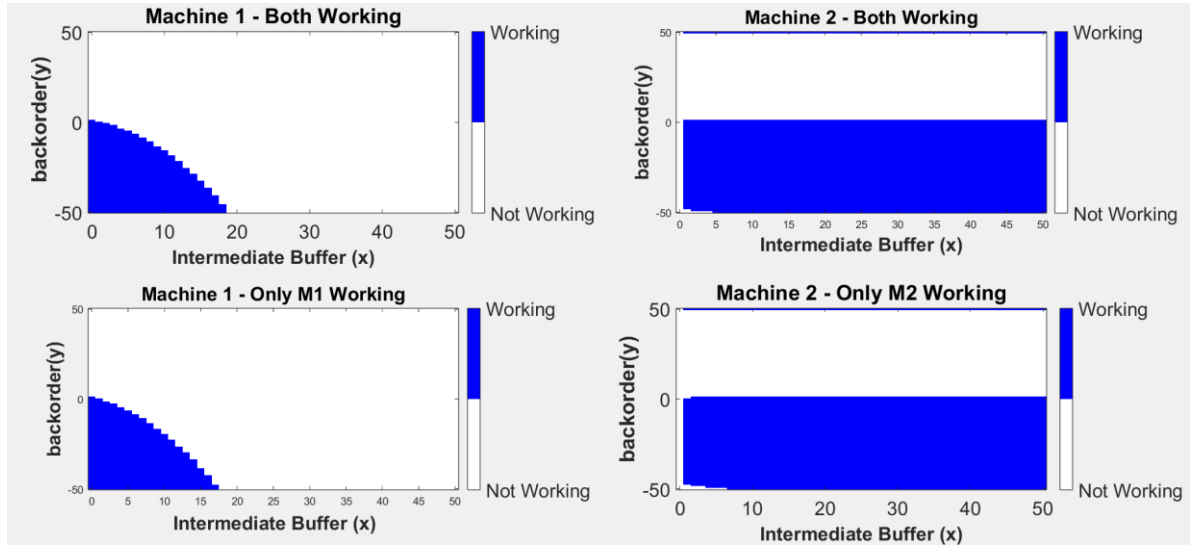 Machine 1 - Both Working
50
0
-50
backorder(y)
0 10 20 30 40 50
Intermediate Buffer (x)
Working
Not Working
Machine 2 - Both Working
50
0
-50
backorder(y)
0 5 10 15 20 25 30 35 40 45 50
Intermediate Buffer (x)
Working
Not Working
Machine 1 - Only M1 Working
50
0
-50
backorder(y)
0 5 10 15 20 25 30 35 40 45 50
Intermediate Buffer (x)
Working
Not Working
Machine 2 - Only M2 Working
50
0
-50
backorder(y)
0 10 20 30 40 50
Intermediate Buffer (x)
Working
Not Working